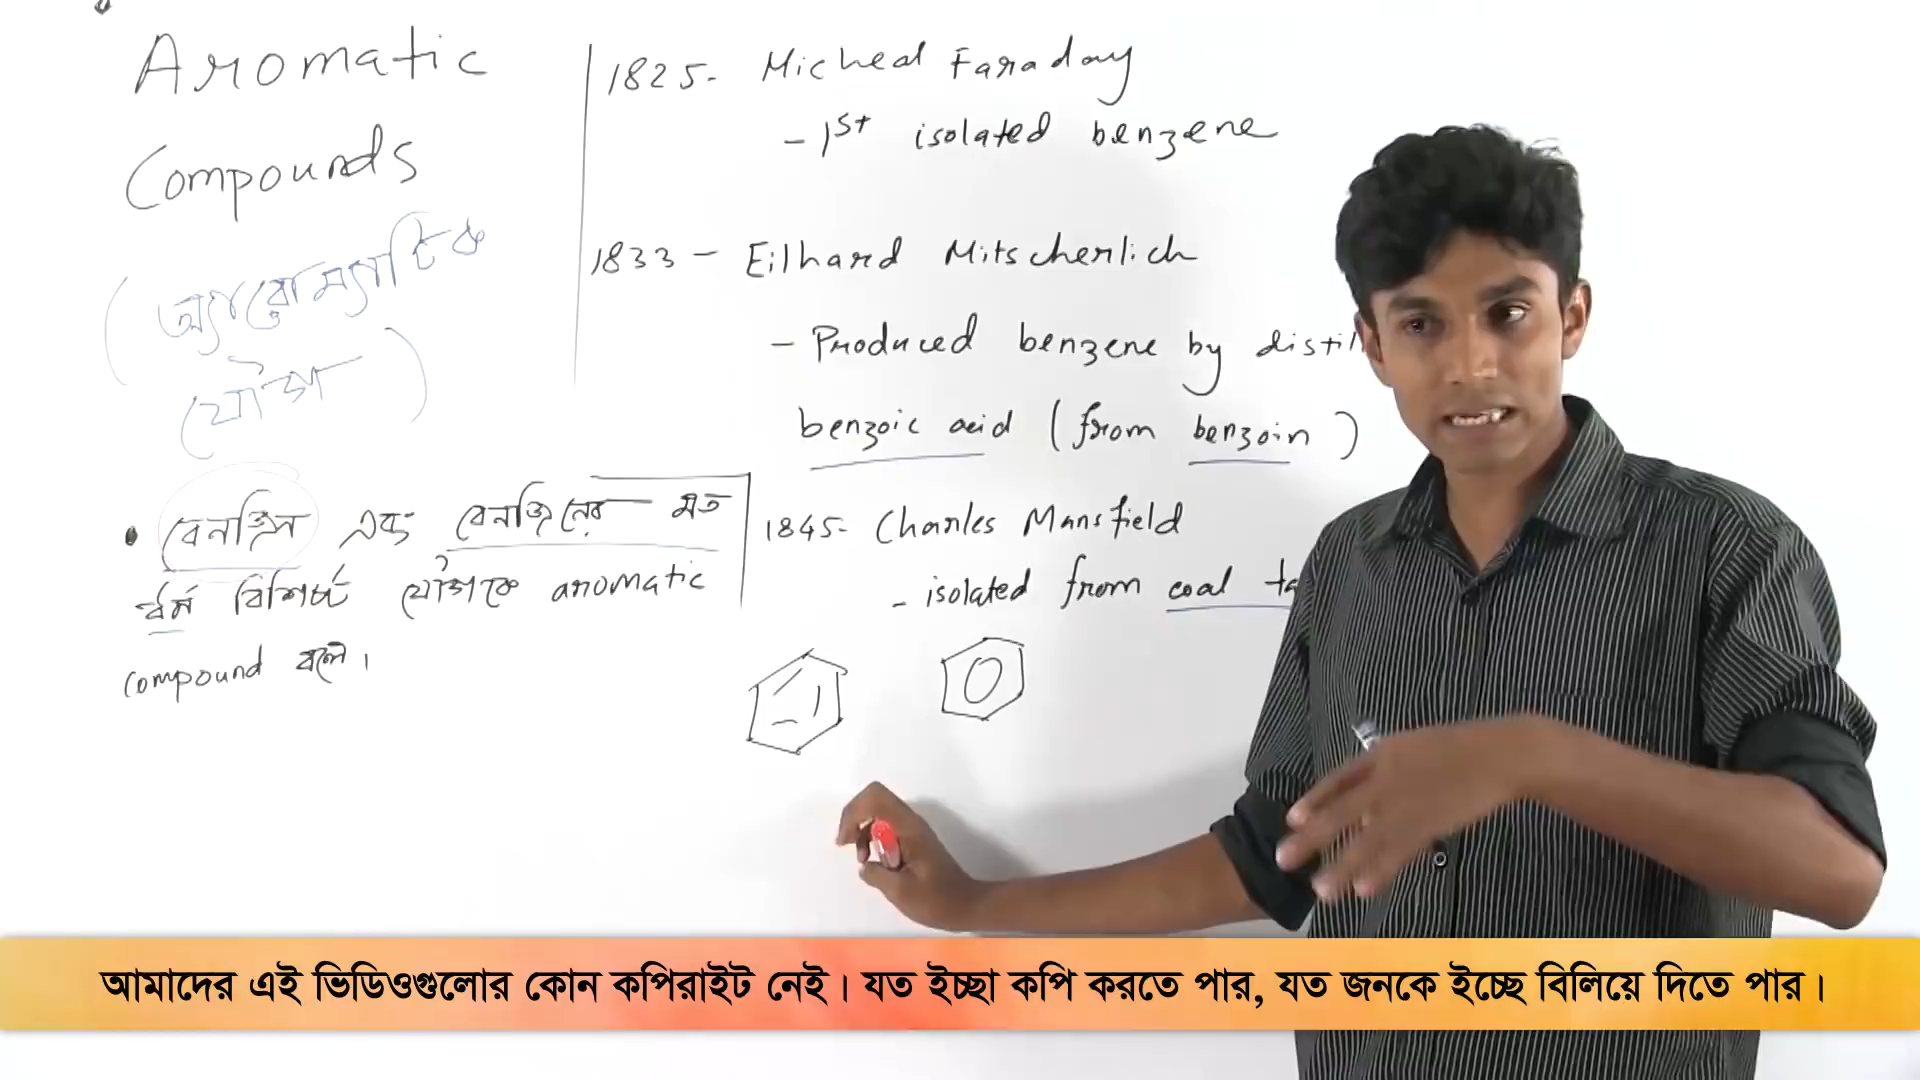 Aromatic
Compounds
(অ্যারোম্যাটিক
যৌগ)
• বেনজিন এবং বেনজিনের মত
ধর্ম বিশিষ্ট যৌগকে aromatic
compound বলে।
1825- Micheal Faraday
- 1st isolated benzene
1833 - Eilhard Mitscherlich
- Produced benzene by
benzoic acid (from benzoin)
1845- Charles Mansfield
- isolated from coal
আমাদের এই ভিডিওগুলোর কোন কপিরাইট নেই। যত ইচ্ছা কপি করতে পার, যত জনকে ইচ্ছে বিলিয়ে দিতে পার।